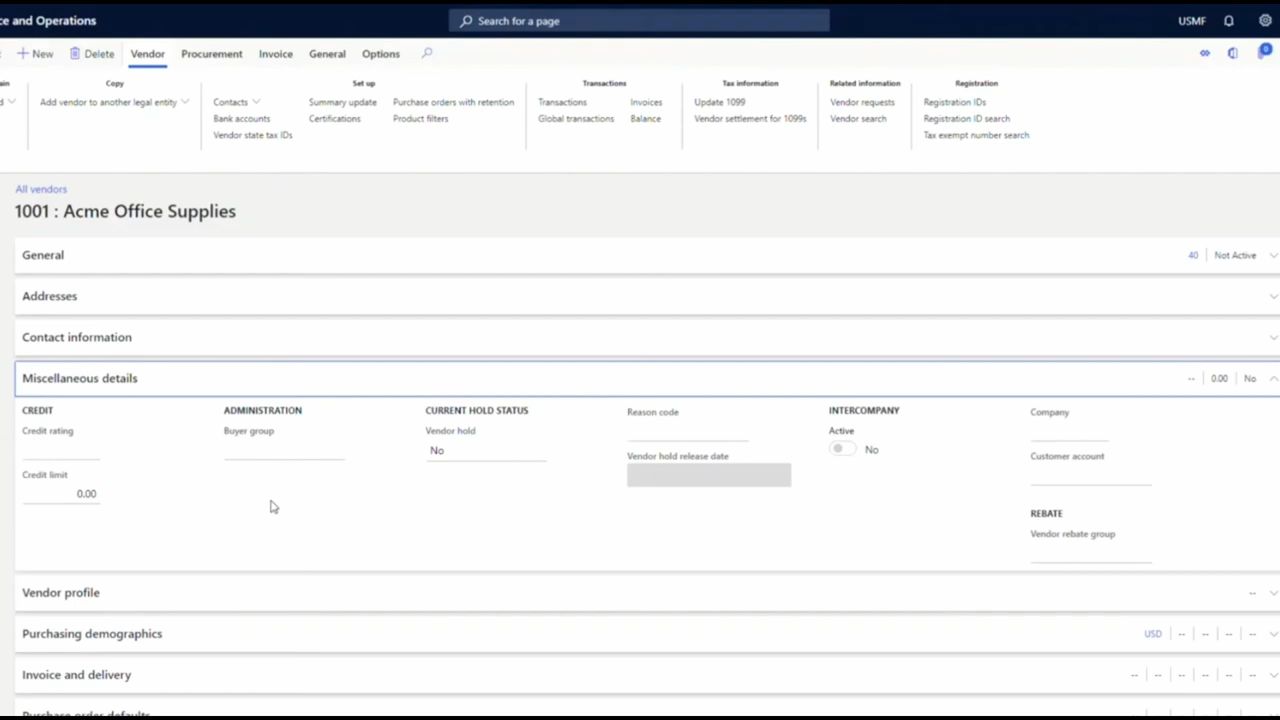 ce and Operations
Search for a page
USMF
New
Delete
Vendor
Procurement
Invoice
General
Options
0
Copy
Add vendor to another legal entity
Set up
Contacts
Bank accounts
Vendor state tax IDs
Summary update
Certifications
Purchase orders with retention
Product filters
Transactions
Transactions
Global transactions
Invoices
Balance
Tax information
Update 1099
Vendor settlement for 1099s
Related information
Vendor requests
Vendor search
Registration
Registration IDs
Registration ID search
Tax exempt number search
All vendors
1001 : Acme Office Supplies
General
40
Not Active
Addresses
Contact information
Miscellaneous details
-- 0.00 No
CREDIT
Credit rating
Credit limit
0.00
ADMINISTRATION
Buyer group
CURRENT HOLD STATUS
Vendor hold
No
Reason code
Vendor hold release date
INTERCOMPANY
Active
No
Company
Customer account
REBATE
Vendor rebate group
Vendor profile
--
Purchasing demographics
USD -- -- -- --
Invoice and delivery
-- -- -- -- -- --
Purchase order defaults